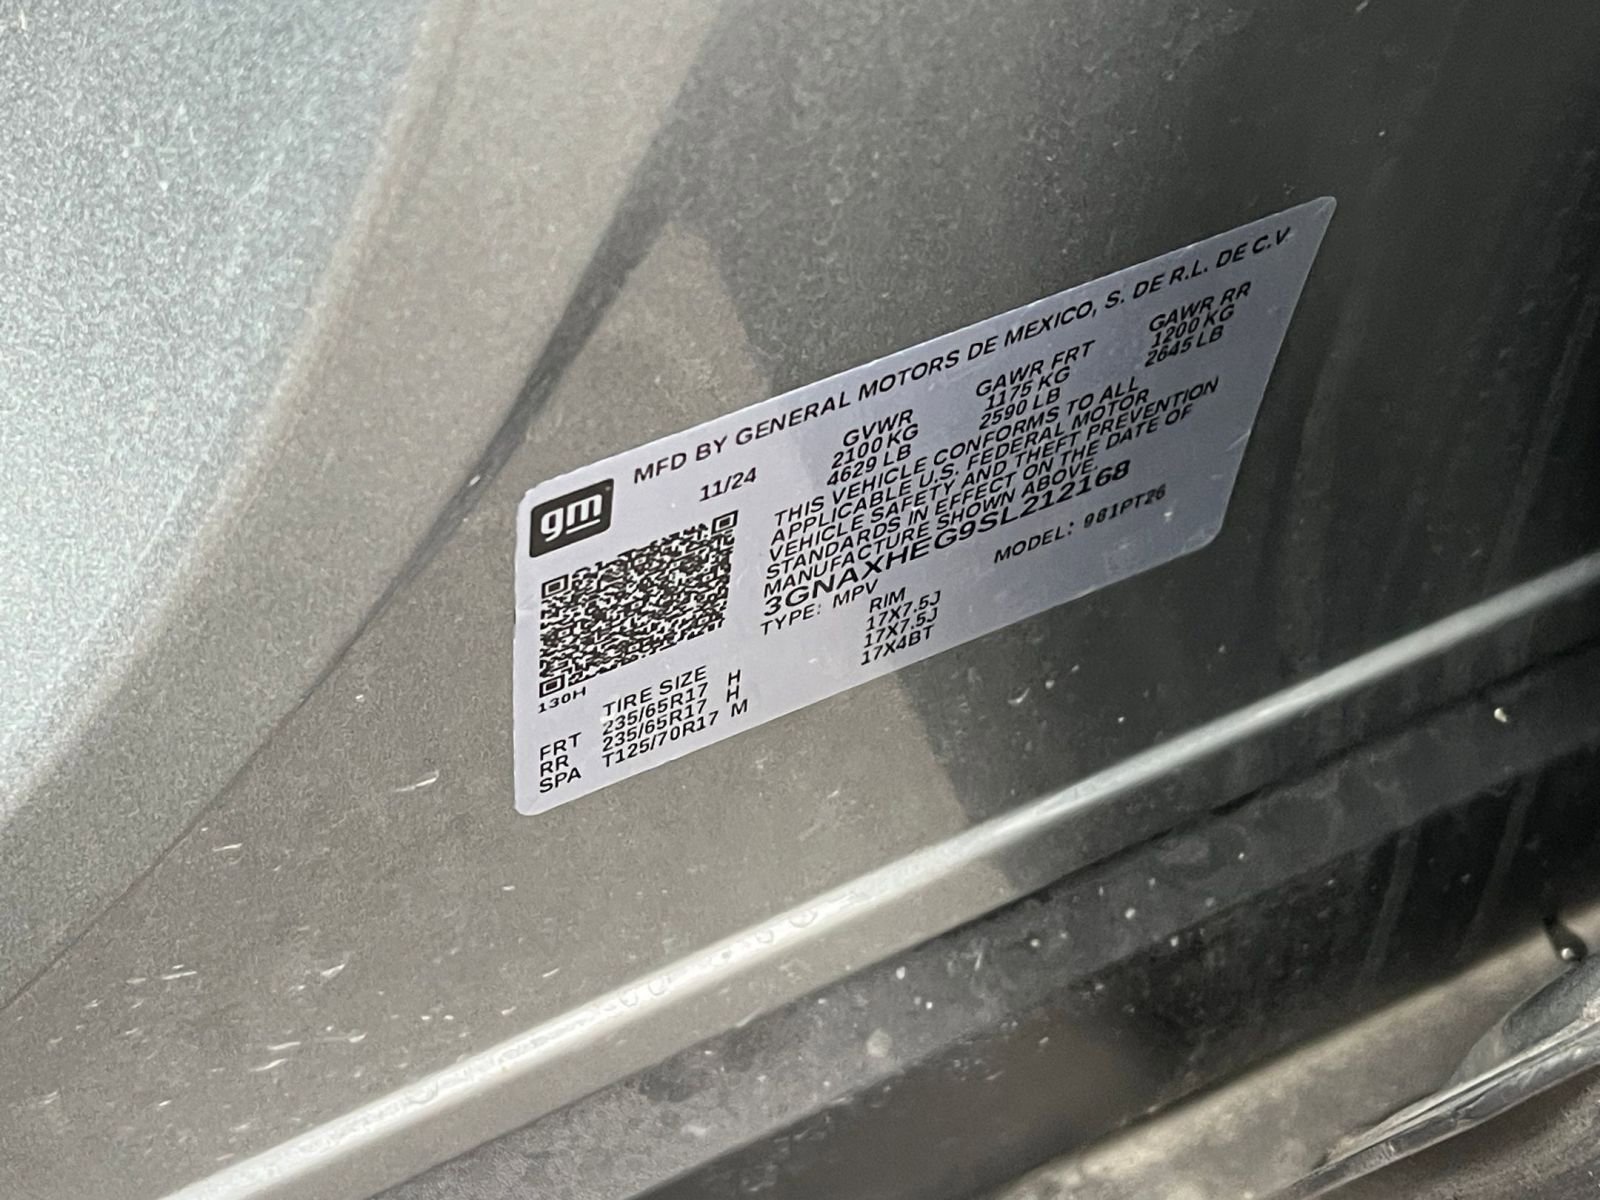 MFD BY GENERAL MOTORS DE MEXICO, S. DE R.L. DE C.V
gm
11/24
GVWR GAWR FRT GAWR RR
2100 KG 1175 KG 1200 KG
4629 LB 2590 LB 2645 LB
THIS VEHICLE CONFORMS TO ALL
APPLICABLE U.S. FEDERAL MOTOR
VEHICLE SAFETY AND THEFT PREVENTION
STANDARDS IN EFFECT ON THE DATE OF
MANUFACTURE SHOWN ABOVE.
3GNAXHEG9SL212168
TYPE: MPV MODEL: 981PT26
130H
TIRE SIZE RIM
FRT 235/65R17 H 17X7.5J
RR 235/65R17 H 17X7.5J
SPA T125/70R17 M 17X4BT